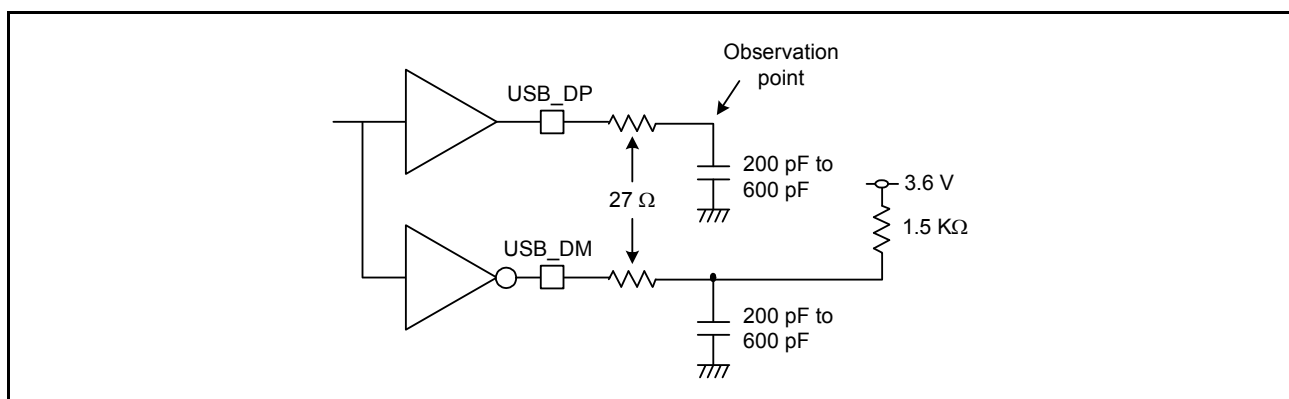 Observation
point
USB_DP
200 pF to
600 pF
3.6 V
27 Ω
1.5 KΩ
USB_DM
200 pF to
600 pF